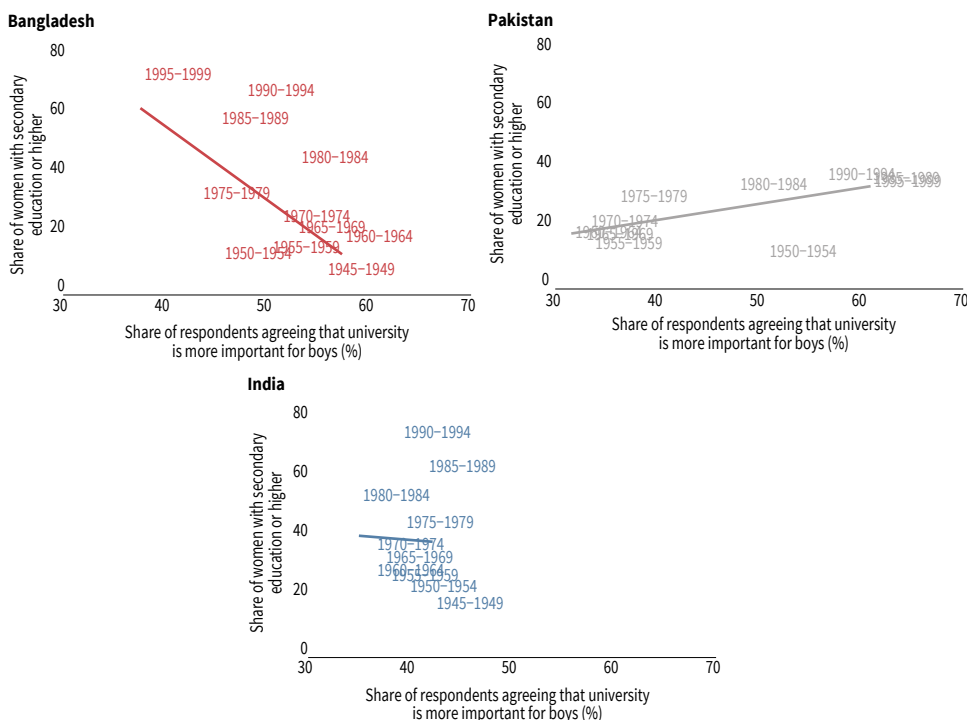 Bangladesh
Share of women with secondary
education or higher
80
60
40
20
0
1995–1999
1990–1994
1985–1989
1980–1984
1975–1979
1970–1974
1965–1969
1960–1964
1955–1959
1950–1954
1945–1949
30 40 50 60 70
Share of respondents agreeing that university
is more important for boys (%)
Pakistan
Share of women with secondary
education or higher
80
60
40
20
0
1990–1994
1985–1989
1995–1999
1980–1984
1975–1979
1970–1974
1960–1964
1965–1969
1955–1959
1950–1954
30 40 50 60 70
Share of respondents agreeing that university
is more important for boys (%)
India
Share of women with secondary
education or higher
80
60
40
20
0
1990–1994
1985–1989
1980–1984
1975–1979
1970–1974
1965–1969
1960–1964
1955–1959
1950–1954
1945–1949
30 40 50 60 70
Share of respondents agreeing that university
is more important for boys (%)